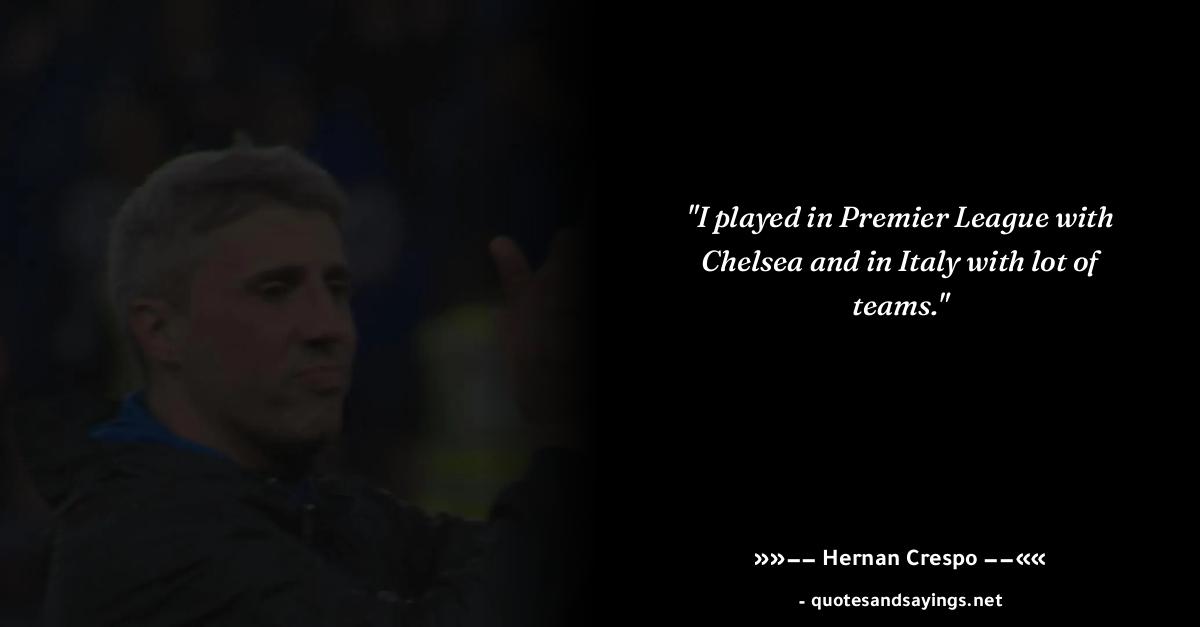 "I played in Premier League with
Chelsea and in Italy with lot of
teams."
»»−− Hernan Crespo −−««
- quotesandsayings.net